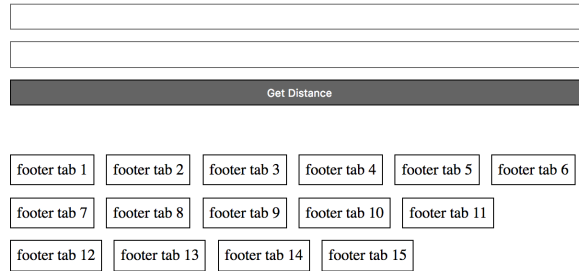 Get Distance
footer tab 1 footer tab 2 footer tab 3 footer tab 4 footer tab 5 footer tab 6
footer tab 7 footer tab 8 footer tab 9 footer tab 10 footer tab 11
footer tab 12 footer tab 13 footer tab 14 footer tab 15